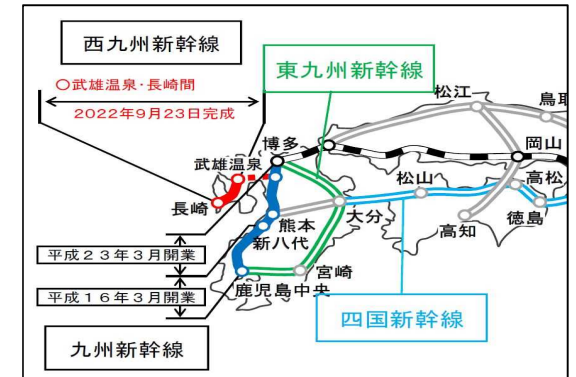 西九州新幹線
東九州新幹線
○武雄温泉・長崎間
2022年9月23日完成
松江
鳥取
博多
岡山
武雄温泉
松山
高松
長崎
大分
徳島
熊本
高知
新八代
平成23年3月開業
宮崎
平成16年3月開業
鹿児島中央
四国新幹線
九州新幹線